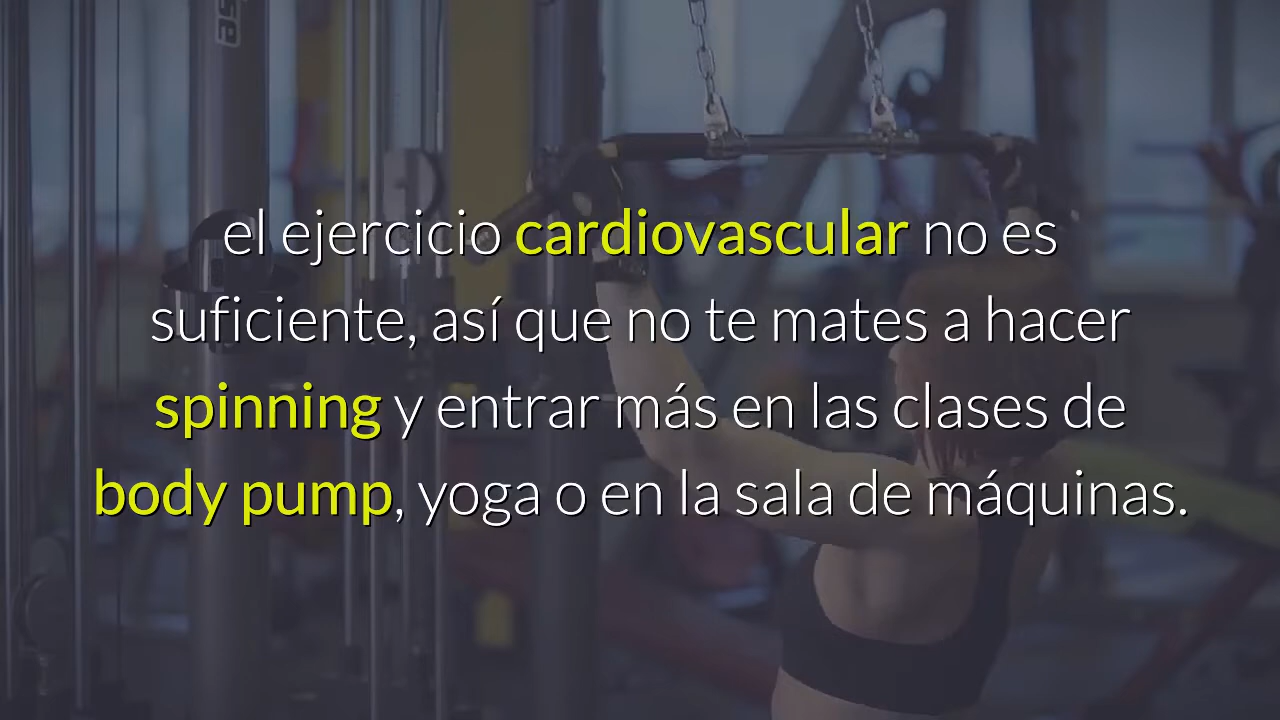 el ejercicio cardiovascular no es
suficiente, así que no te mates a hacer
spinning y entrar más en las clases de
body pump, yoga o en la sala de máquinas.